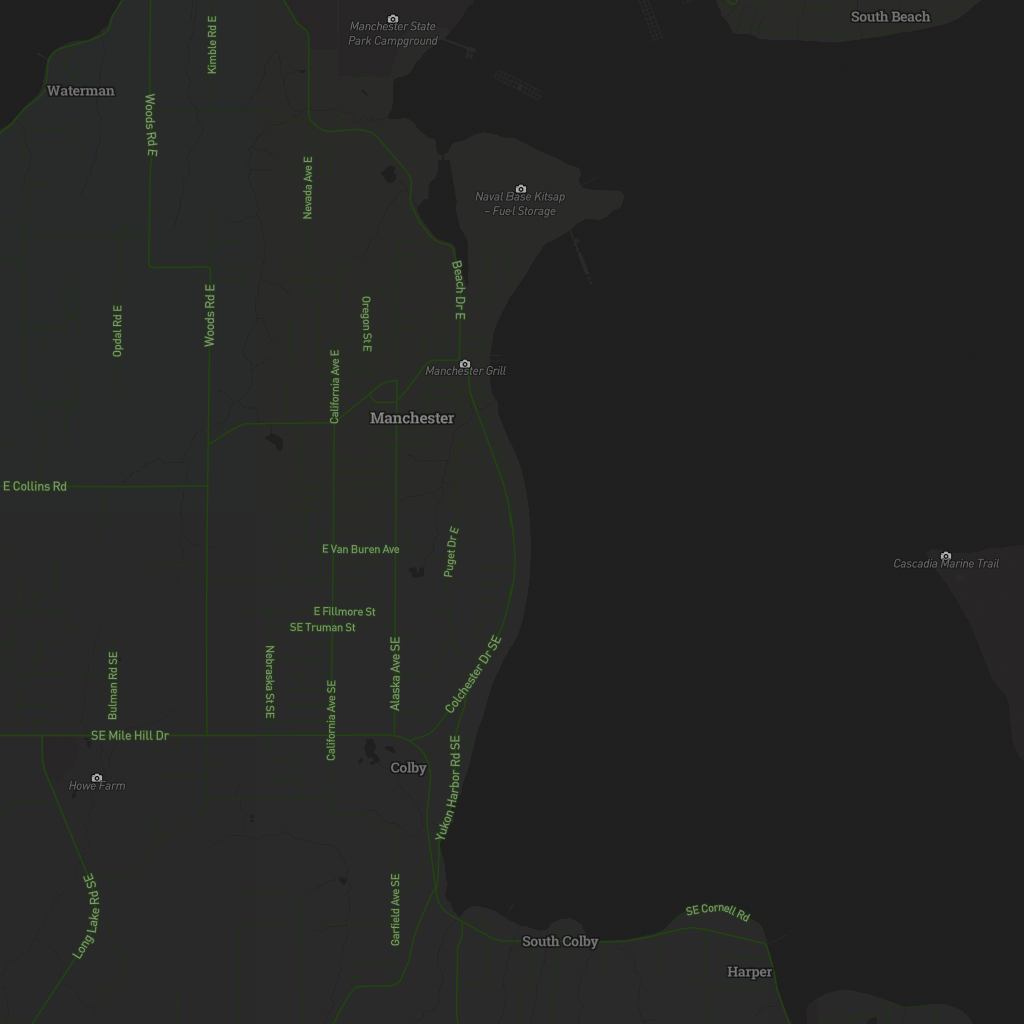 South Beach
Manchester State
Park Campground
Kimble Rd E
Waterman
Woods Rd E
Nevada Ave E
Naval Base Kitsap
– Fuel Storage
Beach Dr E
Opdal Rd E
Woods Rd E
Oregon St E
California Ave E
Manchester Grill
Manchester
E Collins Rd
E Van Buren Ave
Puget Dr E
Cascadia Marine Trail
E Fillmore St
SE Truman St
Bulman Rd SE
Nebraska St SE
California Ave SE
Alaska Ave SE
Colchester Dr SE
SE Mile Hill Dr
Colby
Yukon Harbor Rd SE
Howe Farm
Long Lake Rd SE
Garfield Ave SE
SE Cornell Rd
South Colby
Harper